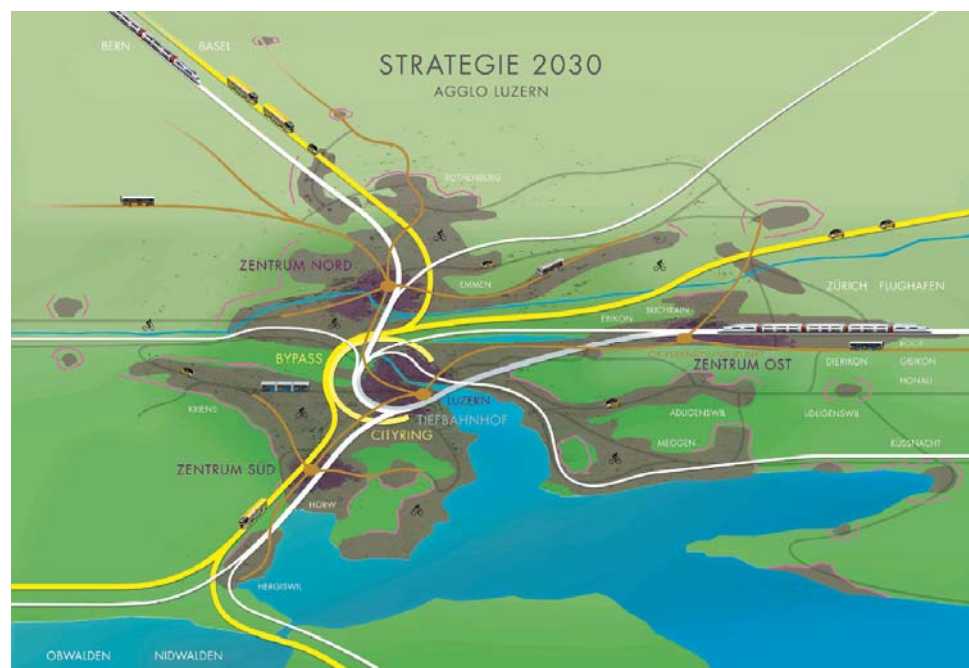 BERN BASEL
STRATEGIE 2030
AGGLO LUZERN
ROTHENBURG
ZENTRUM NORD
EMMEN
ZÜRICH FLUGHAFEN
BUCHRAIN
EBIKON
BYPASS
ROOT
ZENTRUM OST
DIERIKON
GISIKON
HONAU
LUZERN
TIEFBAHNHOF
KRIENS
CITYRING
ADLIGENSWIL
UDLIGENSWIL
MEGGEN
KÜSSNACHT
ZENTRUM SÜD
HORW
HERGISWIL
OBWALDEN NIDWALDEN